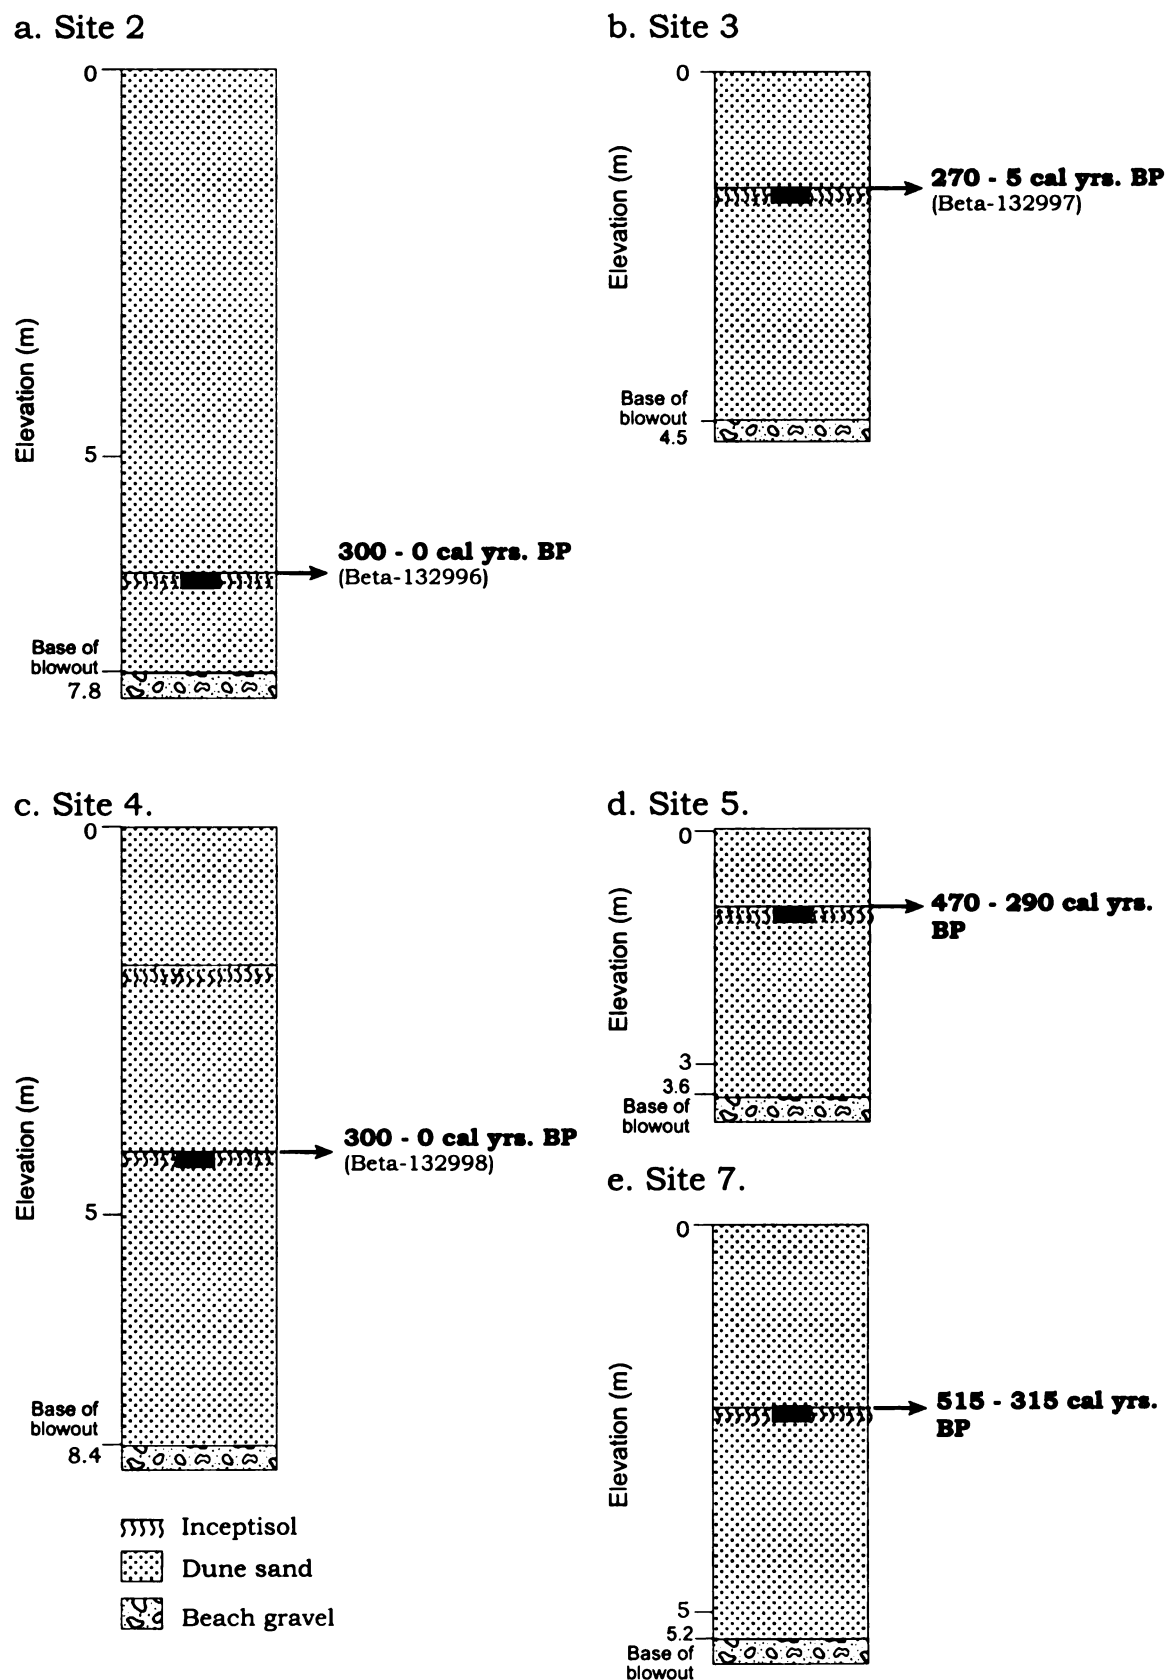 a. Site 2
0
Elevation (m)
5
300 - 0 cal yrs. BP
(Beta-132996)
Base of
blowout
7.8
b. Site 3
0
Elevation (m)
270 - 5 cal yrs. BP
(Beta-132997)
Base of
blowout
4.5
c. Site 4.
0
Elevation (m)
300 - 0 cal yrs. BP
(Beta-132998)
5
Base of
blowout
8.4
d. Site 5.
0
Elevation (m)
470 - 290 cal yrs.
BP
3
3.6
Base of
blowout
e. Site 7.
0
Elevation (m)
515 - 315 cal yrs.
BP
5
5.2
Base of
blowout
Inceptisol
Dune sand
Beach gravel